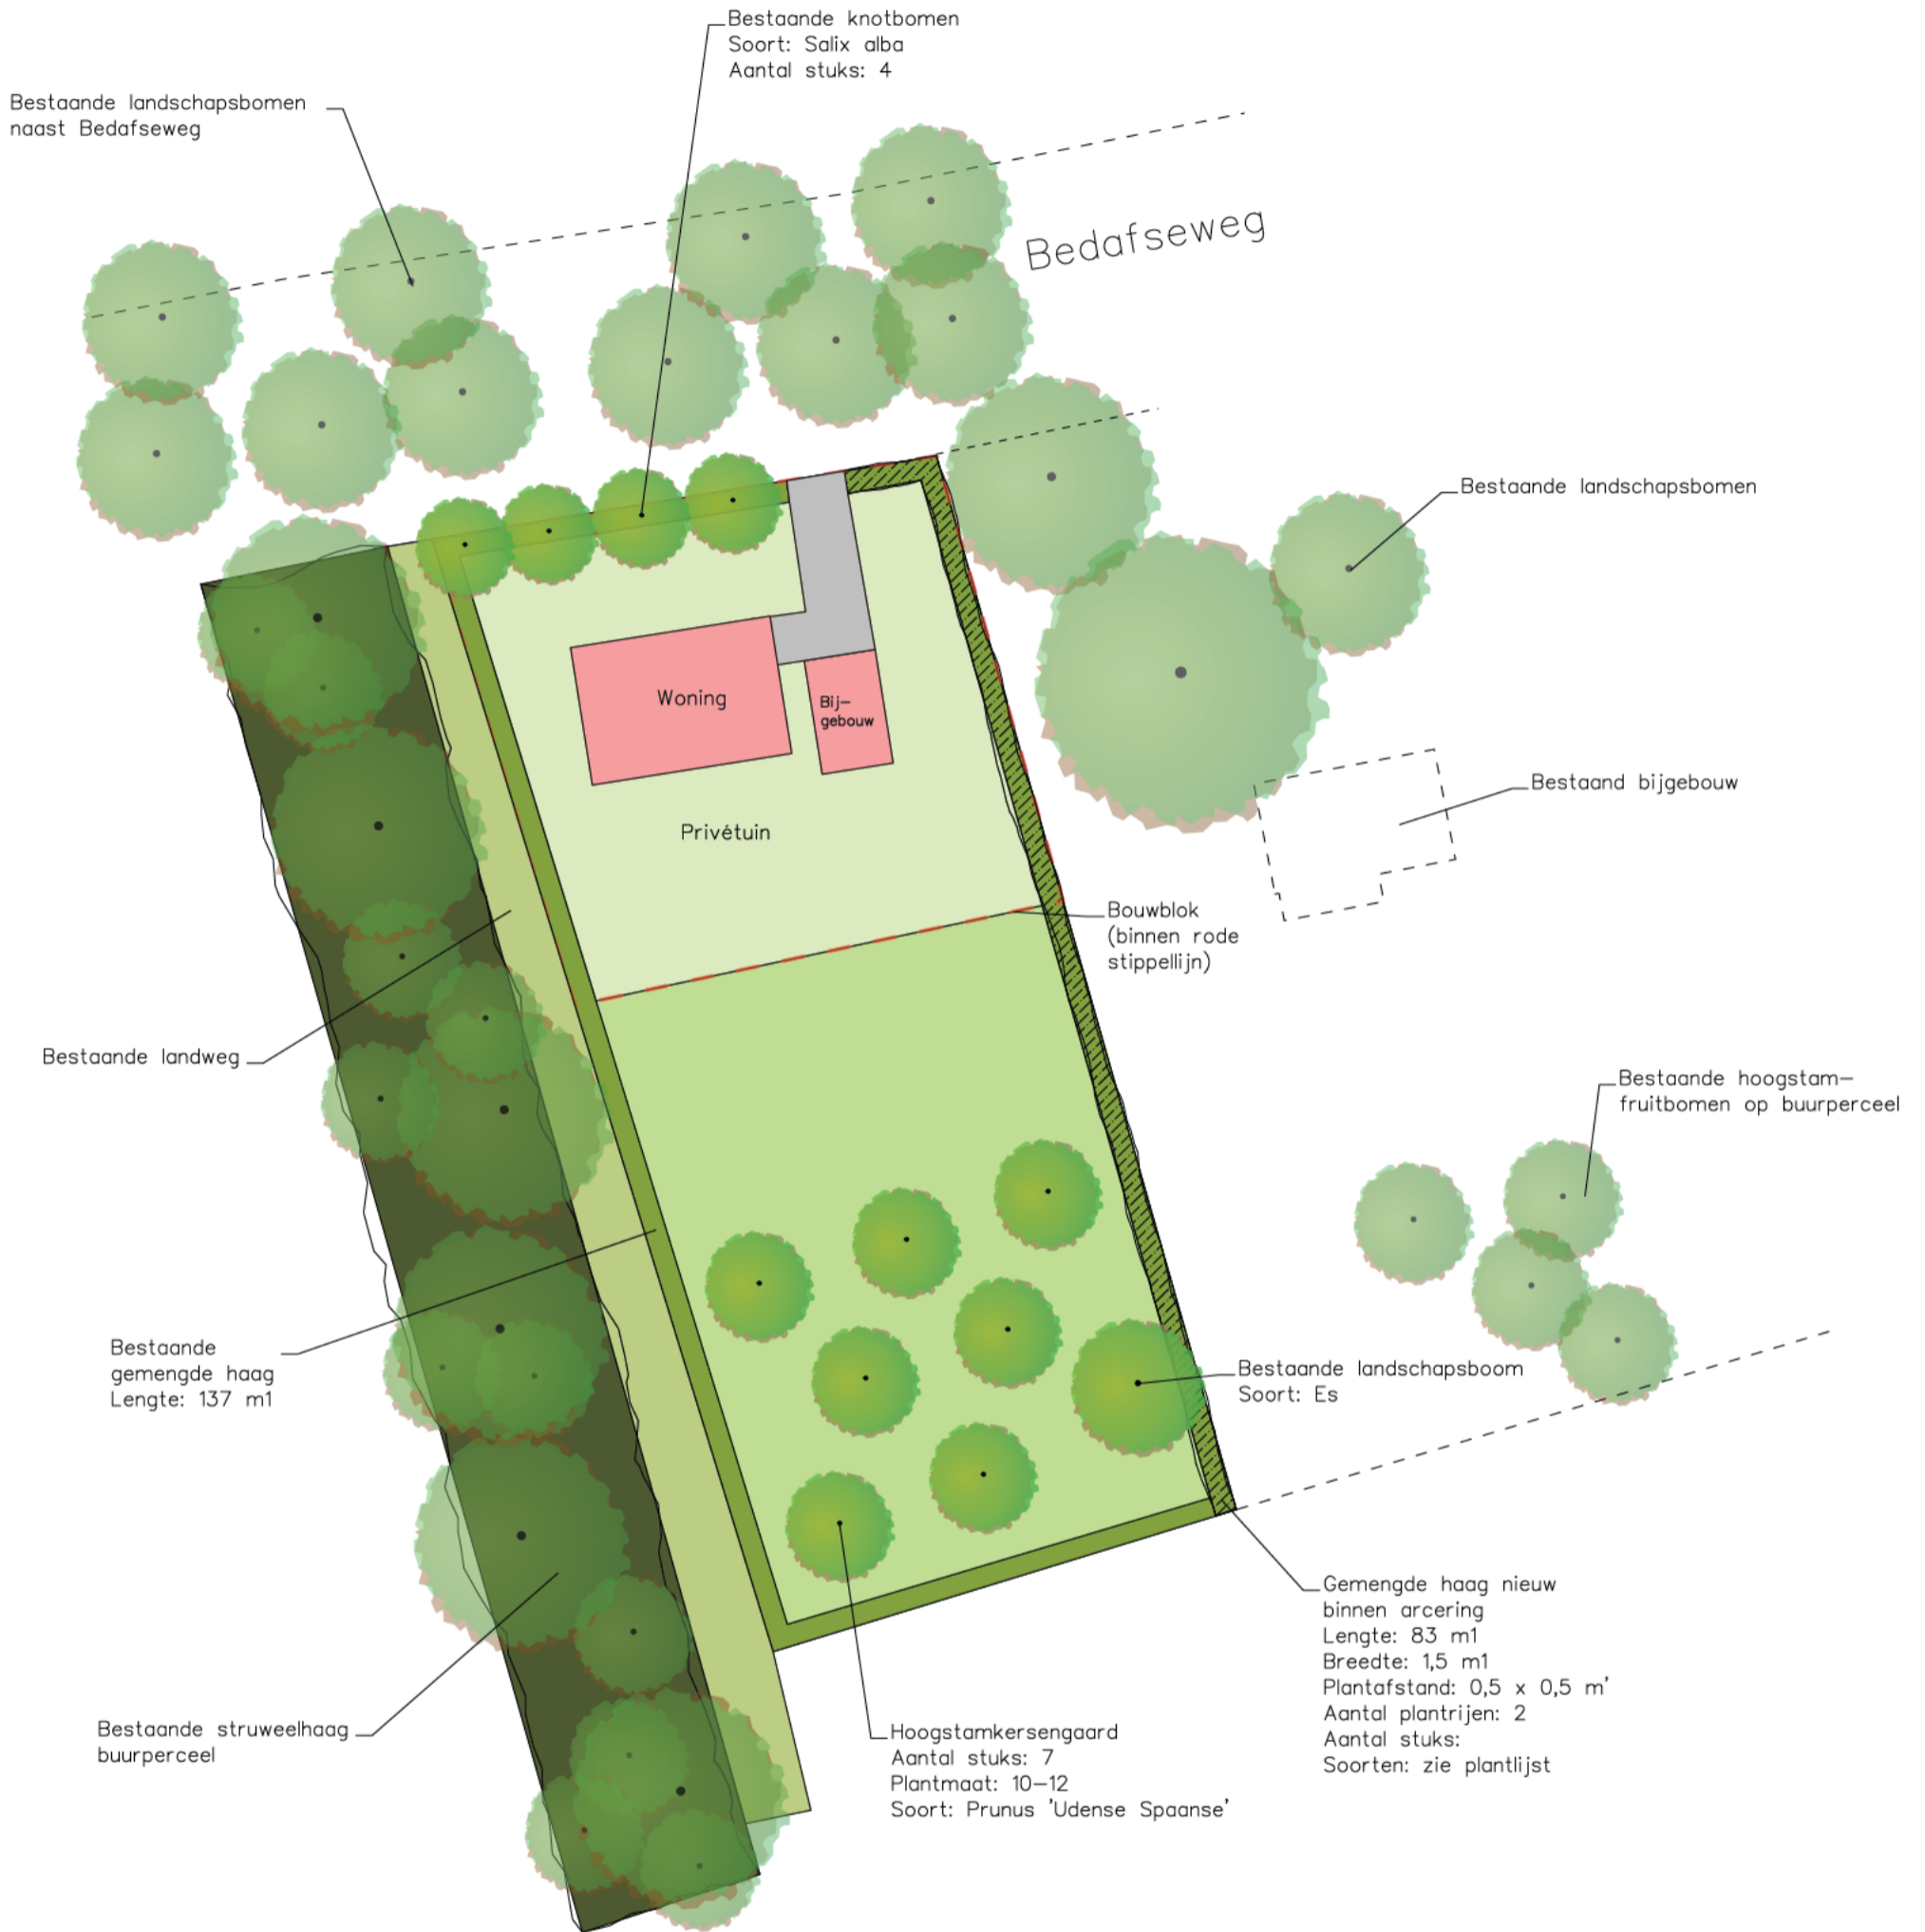 Bestaande knotbomen
Soort: Salix alba
Aantal stuks: 4
Bestaande landschapsbomen
naast Bedafseweg
Bedafseweg
Bestaande landschapsbomen
Woning
Bij-
gebouw
Bestaand bijgebouw
Privétuin
Bouwblok
(binnen rode
stippellijn)
Bestaande landweg
Bestaande hoogstam-
fruitbomen op buurperceel
Bestaande
gemengde haag
Lengte: 137 m1
Bestaande landschapsboom
Soort: Es
Gemengde haag nieuw
binnen arcering
Lengte: 83 m1
Breedte: 1,5 m1
Plantafstand: 0,5 x 0,5 m'
Aantal plantrijen: 2
Aantal stuks:
Soorten: zie plantlijst
Bestaande struweelhaag
buurperceel
Hoogstamkersengaard
Aantal stuks: 7
Plantmaat: 10-12
Soort: Prunus 'Udense Spaanse'